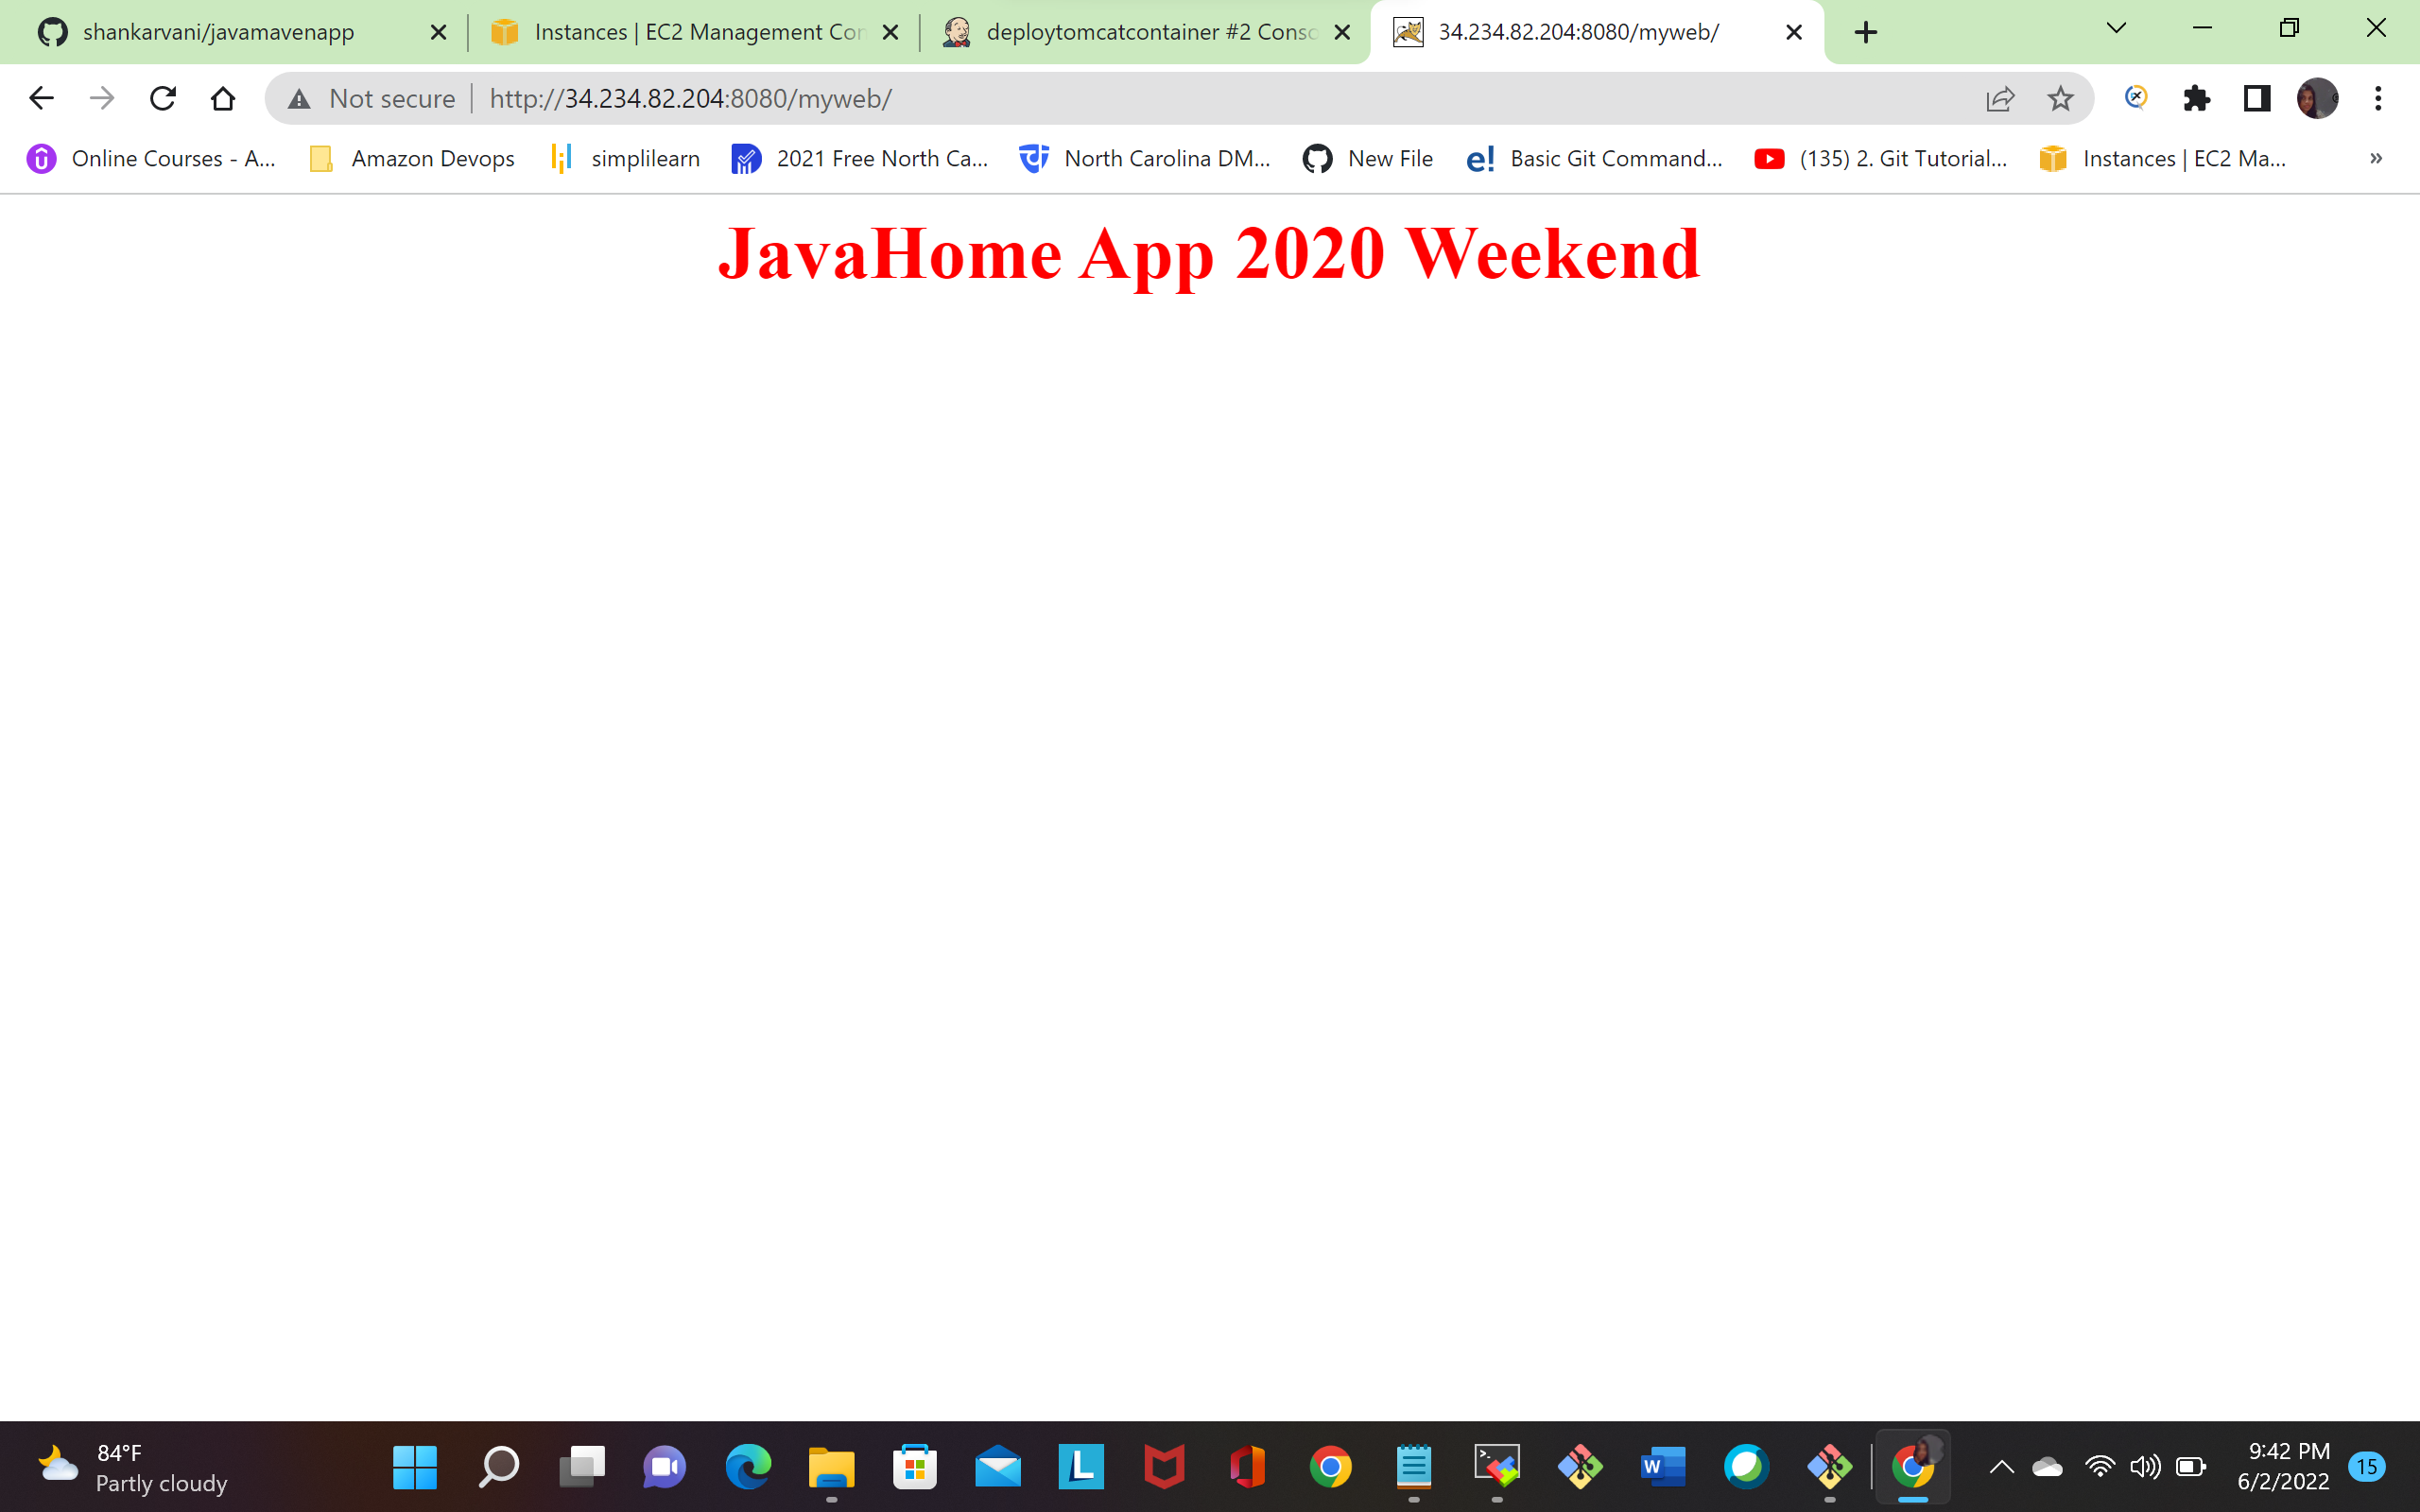 shankarvani/javamavenapp
Instances | EC2 Management Con
deploytomcatcontainer #2 Conso
34.234.82.204:8080/myweb/
Not secure
http://34.234.82.204:8080/myweb/
Online Courses - A...
Amazon Devops
simplilearn
2021 Free North Ca...
North Carolina DM...
New File
e! Basic Git Command...
(135) 2. Git Tutorial...
Instances | EC2 Ma...
»
JavaHome App 2020 Weekend
84°F
Partly cloudy
L
W
9:42 PM
6/2/2022
15